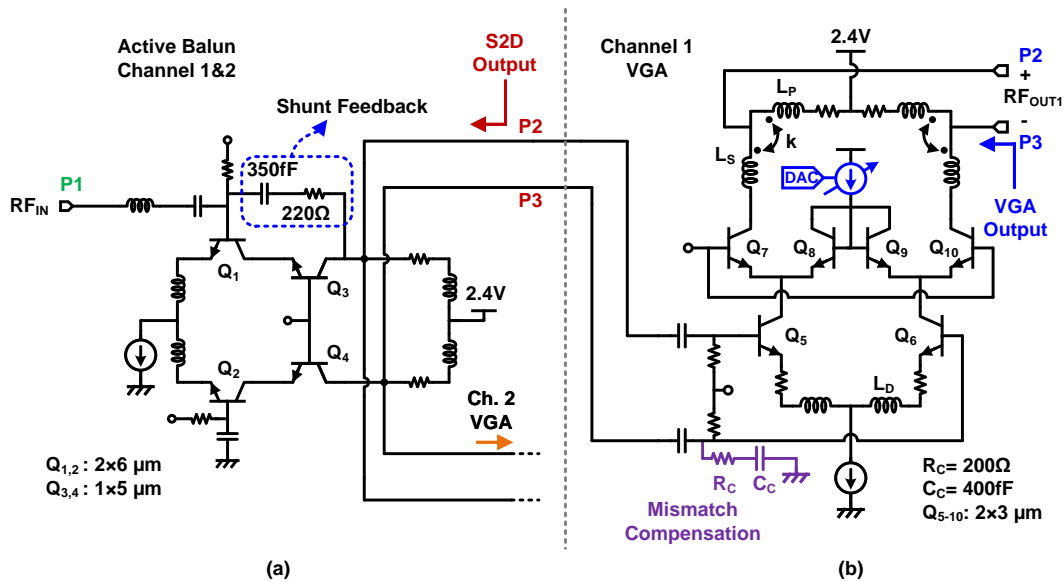 Active Balun
Channel 1&2
S2D
Output
Shunt Feedback
P2
350fF
220Ω
P1
RF_IN
P3
Q_1
Q_3
2.4V
Q_2
Q_4
Ch. 2
VGA
Q_1,2 : 2×6 µm
Q_3,4 : 1×5 µm
(a)
Channel 1
VGA
2.4V
P2
+
RF_OUT1
-
P3
L_P
k
L_S
DAC
VGA
Output
Q_7
Q_8
Q_9
Q_10
Q_5
Q_6
L_D
R_C
C_C
Mismatch
Compensation
R_C= 200Ω
C_C= 400fF
Q_5-10: 2×3 µm
(b)